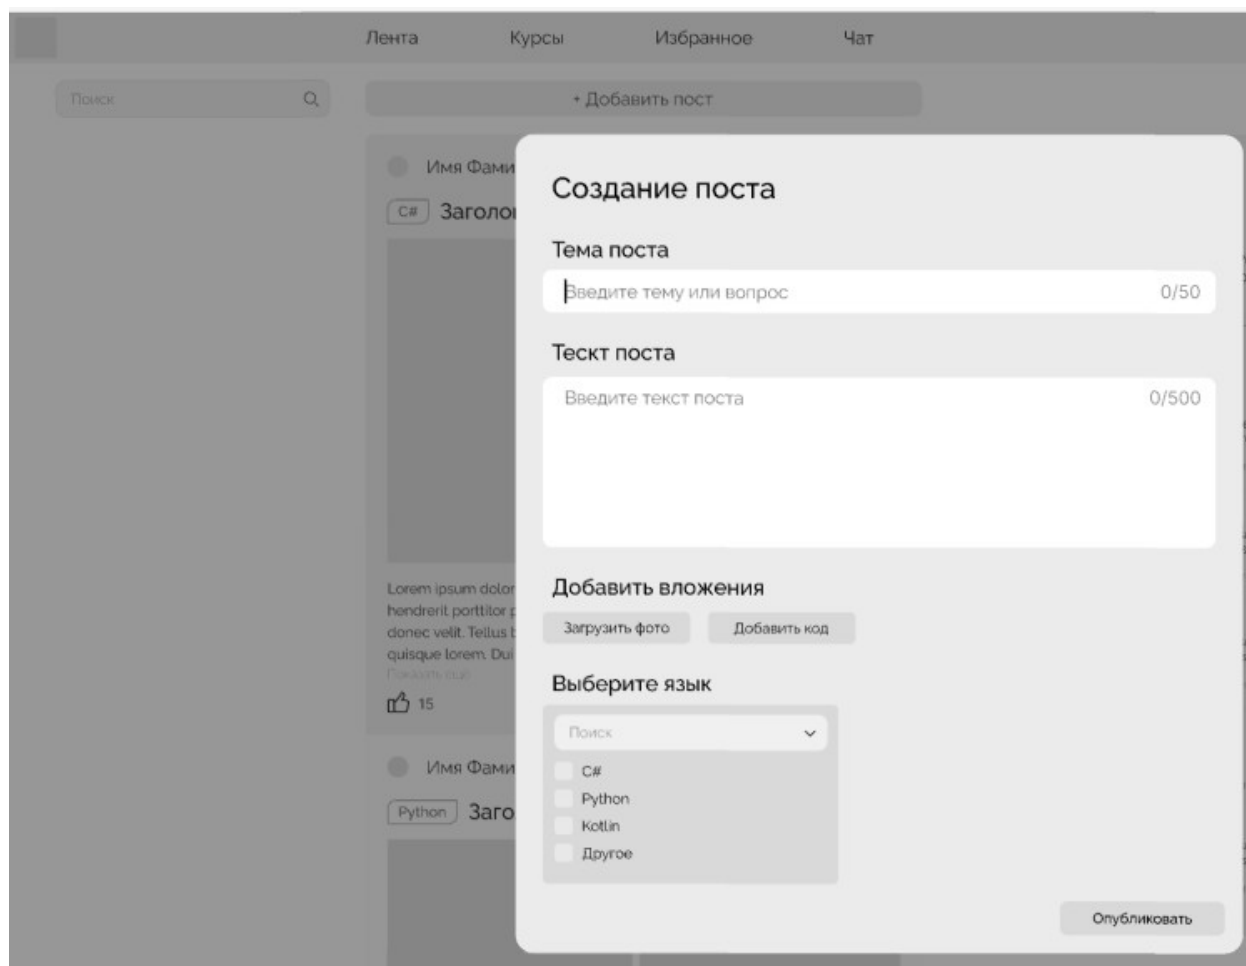 Лента Курсы Избранное Чат
Поиск
+ Добавить пост
Имя Фами
C# Заголо
Lorem ipsum dolor
hendrerit porttitor
donec velit. Tellus
quisque lorem. Dui
Показать ещё
15
Имя Фами
Python Заго
Создание поста
Тема поста
Введите тему или вопрос 0/50
Тескт поста
Введите текст поста 0/500
Добавить вложения
Загрузить фото Добавить код
Выберите язык
Поиск
C#
Python
Kotlin
Другое
Опубликовать